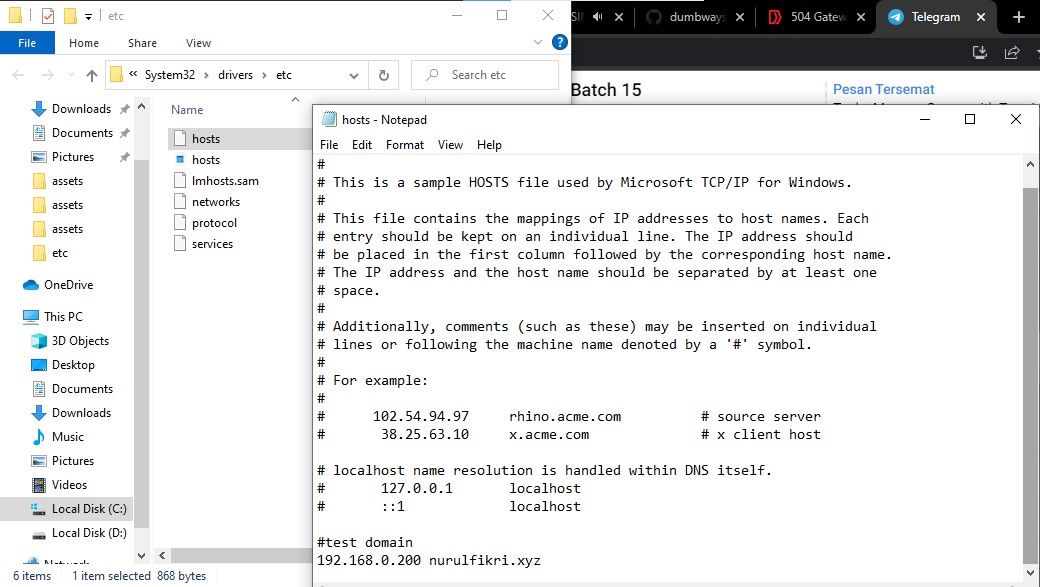 etc
File
Home
Share
View
System32 › drivers › etc
Search etc
Downloads
Documents
Pictures
assets
assets
assets
etc
OneDrive
This PC
3D Objects
Desktop
Documents
Downloads
Music
Pictures
Videos
Local Disk (C:)
Local Disk (D:)
Network
6 items 1 item selected 868 bytes
Name
hosts
hosts
lmhosts.sam
networks
protocol
services
dumbways
504 Gatew
Telegram
Batch 15
Pesan Tersemat
hosts - Notepad
File Edit Format View Help
#
# This is a sample HOSTS file used by Microsoft TCP/IP for Windows.
#
# This file contains the mappings of IP addresses to host names. Each
# entry should be kept on an individual line. The IP address should
# be placed in the first column followed by the corresponding host name.
# The IP address and the host name should be separated by at least one
# space.
#
# Additionally, comments (such as these) may be inserted on individual
# lines or following the machine name denoted by a '#' symbol.
#
# For example:
#
# 102.54.94.97 rhino.acme.com # source server
# 38.25.63.10 x.acme.com # x client host
# localhost name resolution is handled within DNS itself.
# 127.0.0.1 localhost
# ::1 localhost
#test domain
192.168.0.200 nurulfikri.xyz